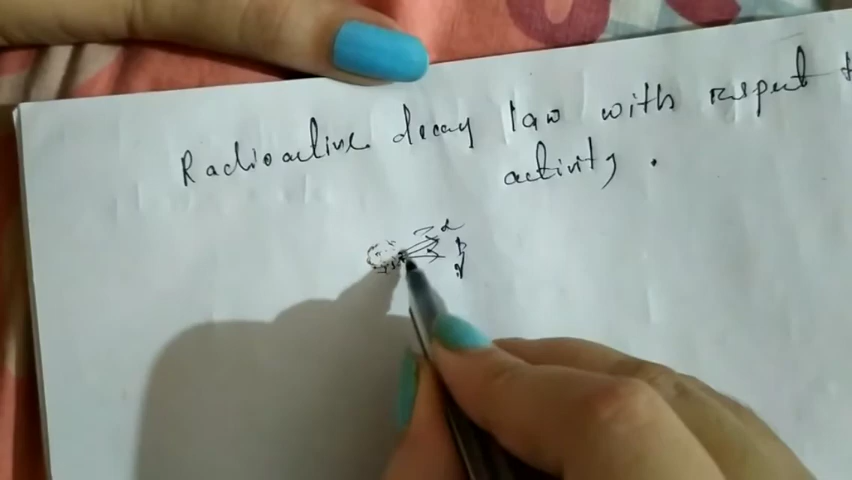 Radioactive decay law with respect t
activity.
α
β
γ